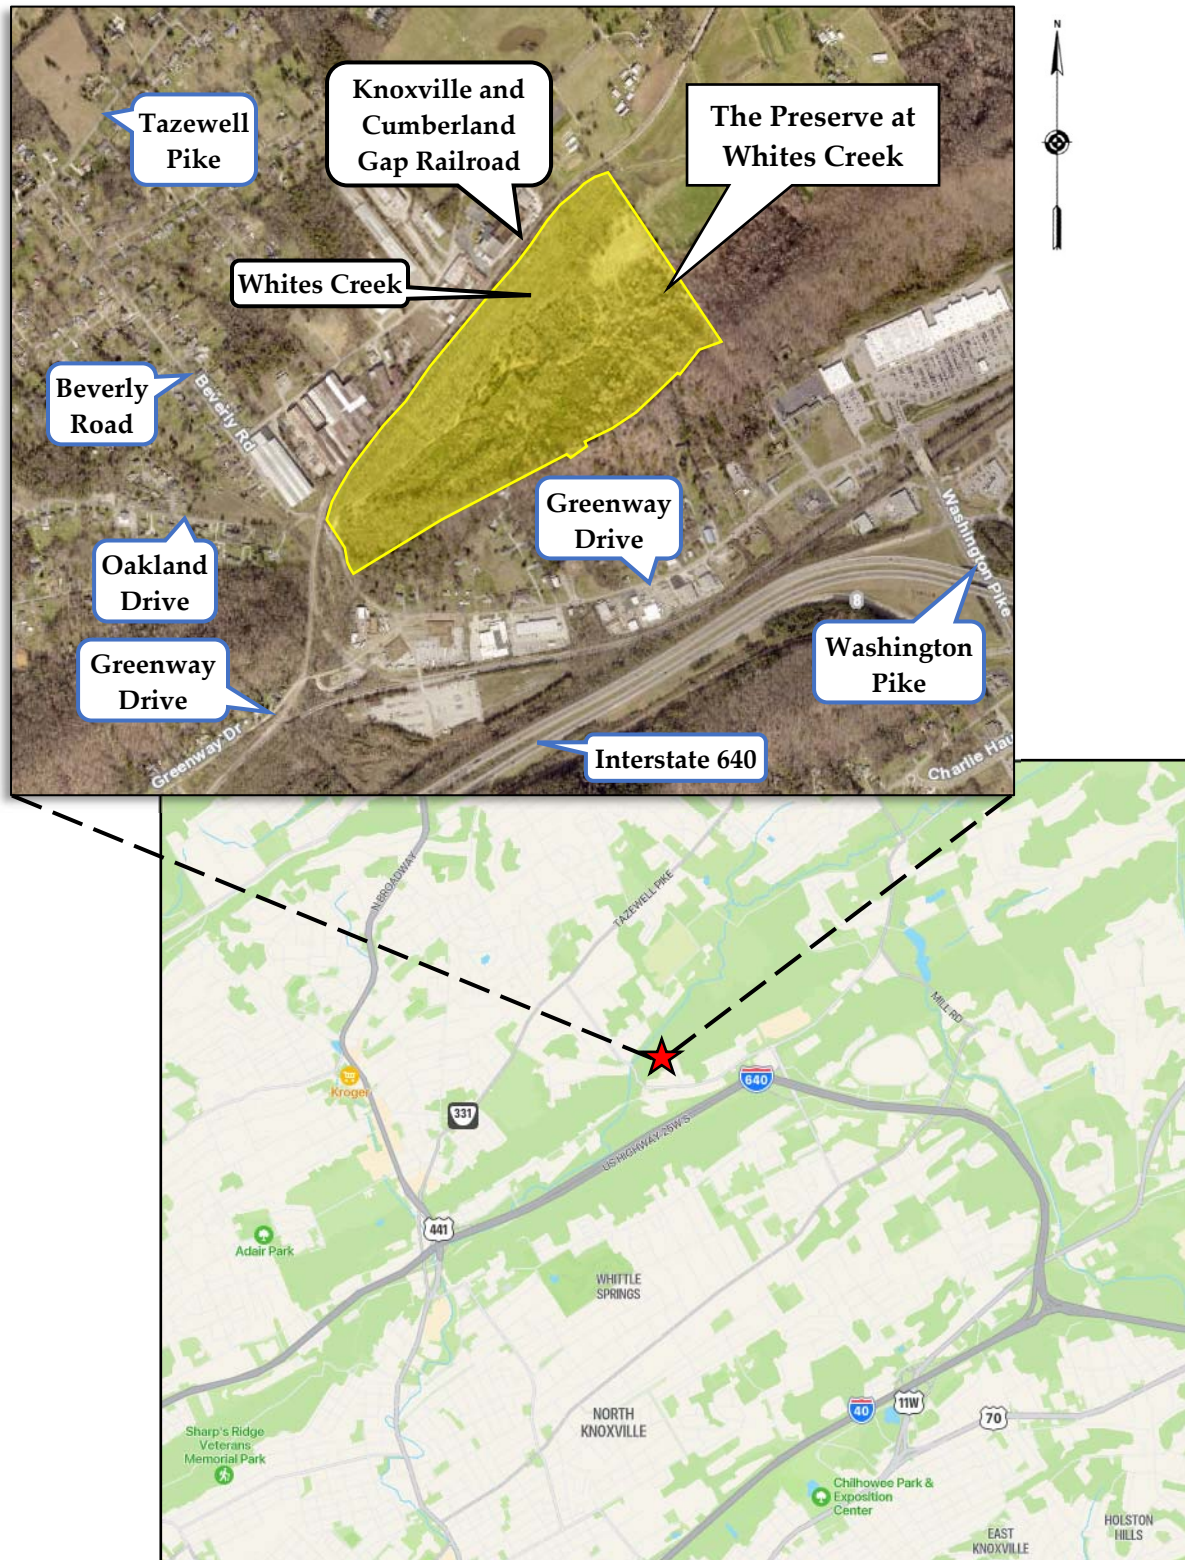 N
Knoxville and
Cumberland
Gap Railroad
The Preserve at
Whites Creek
Tazewell
Pike
Whites Creek
Beverly
Road
Beverly Rd
Greenway
Drive
Washington Pike
Oakland
Drive
8
Greenway
Drive
Washington
Pike
Greenway Dr
Interstate 640
Charlie Hau
N BROADWAY
TAZEWELL PIKE
MILL RD
Kroger
640
331
US HIGHWAY 25W S
441
Adair Park
WHITTLE
SPRINGS
40
11W
70
NORTH
KNOXVILLE
Sharp's Ridge
Veterans
Memorial Park
Chilhowee Park &
Exposition
Center
HOLSTON
HILLS
EAST
KNOXVILLE